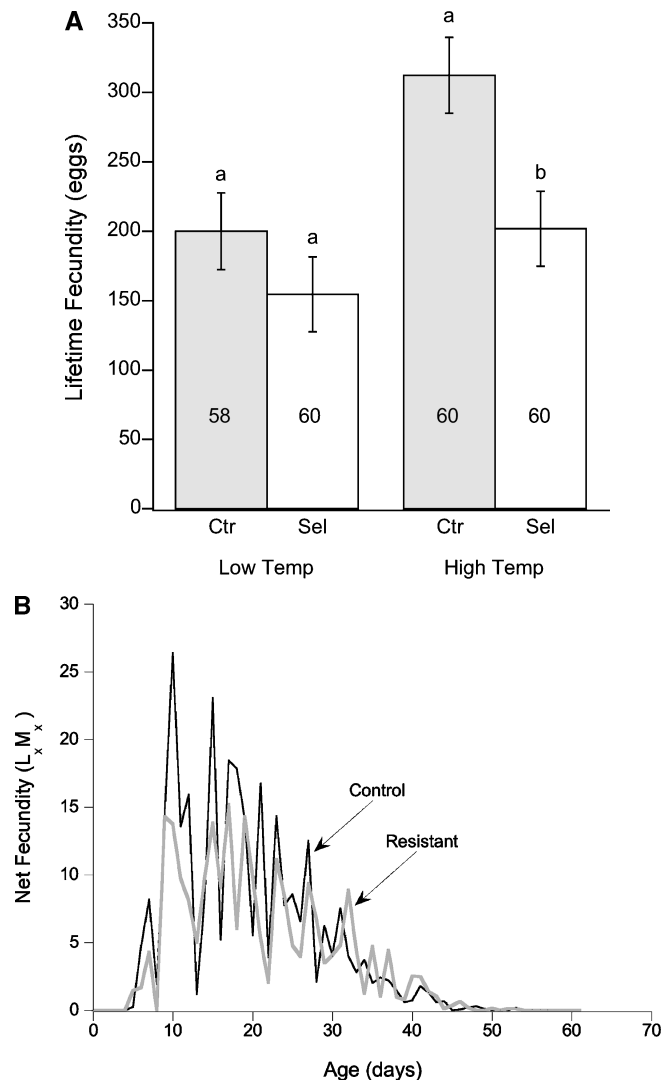 A
350
300
250
200
150
100
50
0
Lifetime Fecundity (eggs)
a
a
a
b
58
60
60
60
Ctr
Sel
Ctr
Sel
Low Temp
High Temp
B
30
25
20
15
10
5
0
Net Fecundity (LxMx)
Control
Resistant
0
10
20
30
40
50
60
70
Age (days)